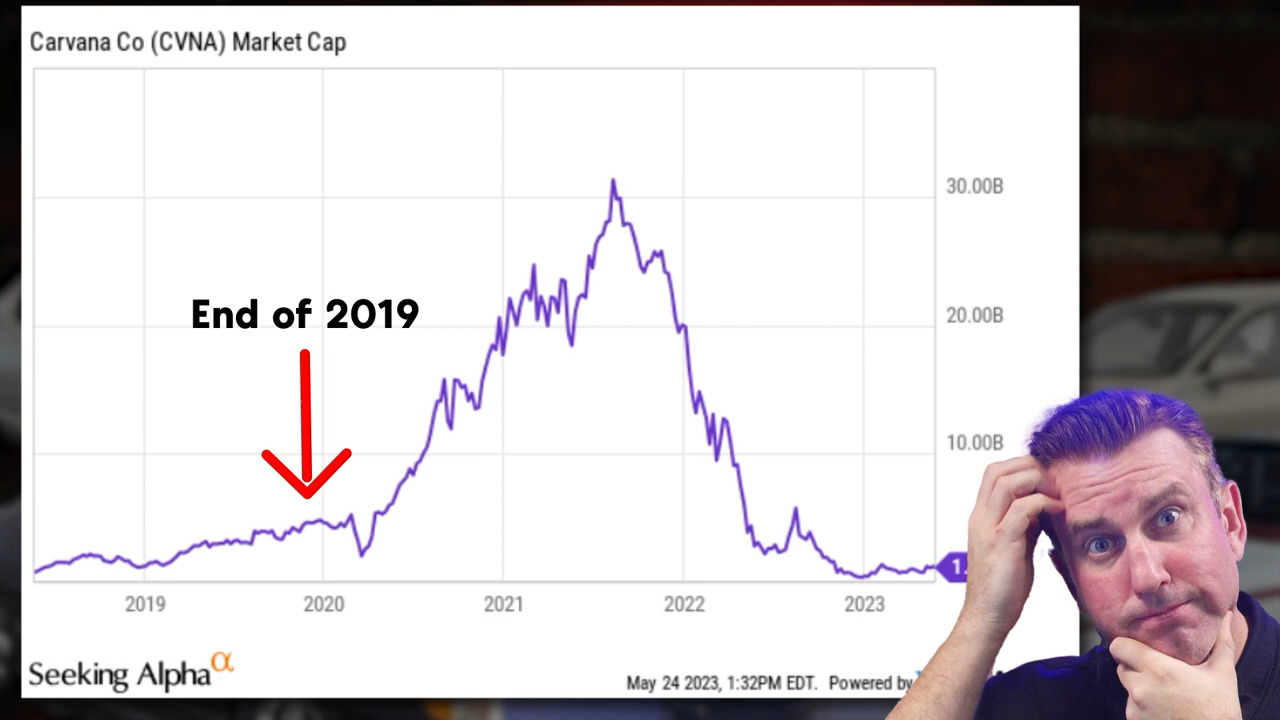 Carvana Co (CVNA) Market Cap
30.00B
End of 2019
20.00B
10.00B
1.
2019 2020 2021 2022 2023
Seeking Alpha α
May 24 2023, 1:32PM EDT. Powered by